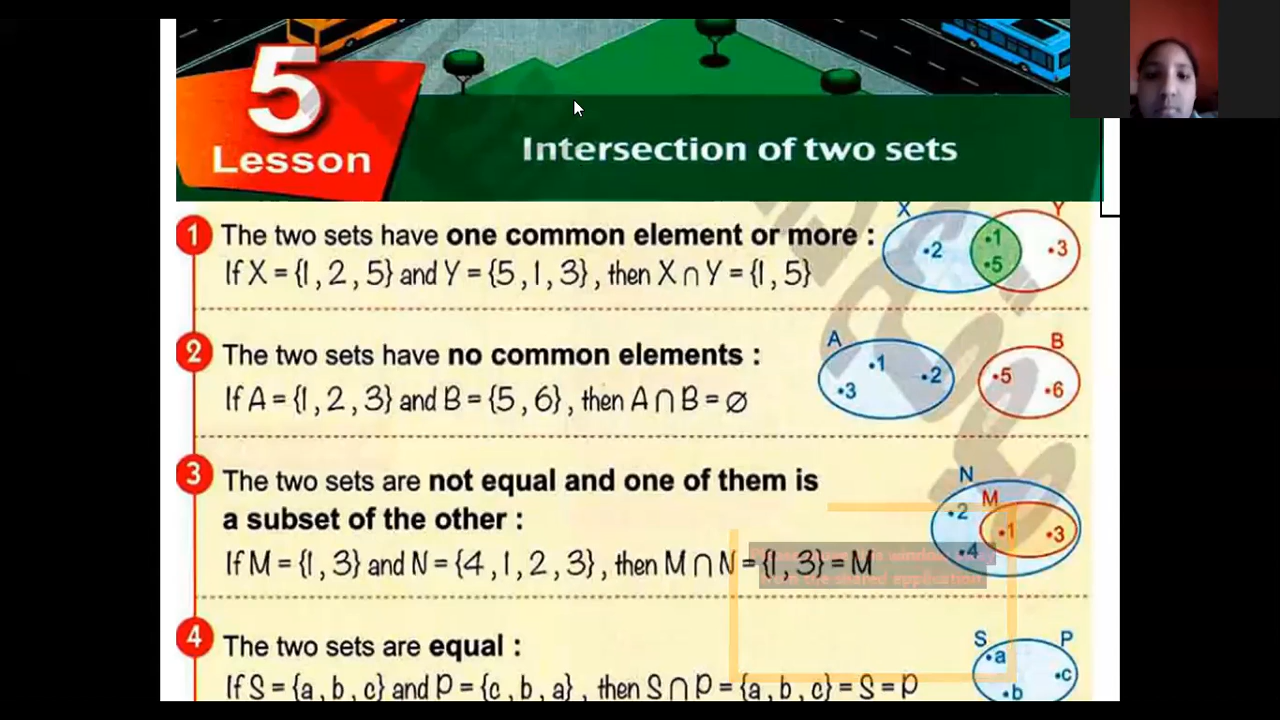 5
Lesson
Intersection of two sets
1 The two sets have one common element or more :
If X = {1, 2, 5} and Y = {5, 1, 3}, then X ∩ Y = {1, 5}
X Y
•2 •1 •5 •3
2 The two sets have no common elements :
If A = {1, 2, 3} and B = {5, 6}, then A ∩ B = ∅
A B
•1 •2 •3 •5 •6
3 The two sets are not equal and one of them is
a subset of the other :
If M = {1, 3} and N = {4, 1, 2, 3}, then M ∩ N = {1, 3} = M
N M
•2 •1 •3 •4
window
the shared application
4 The two sets are equal :
If S = {a, b, c} and P = {c, b, a}, then S ∩ P = {a, b, c} = S = P
S P
•a •c •b